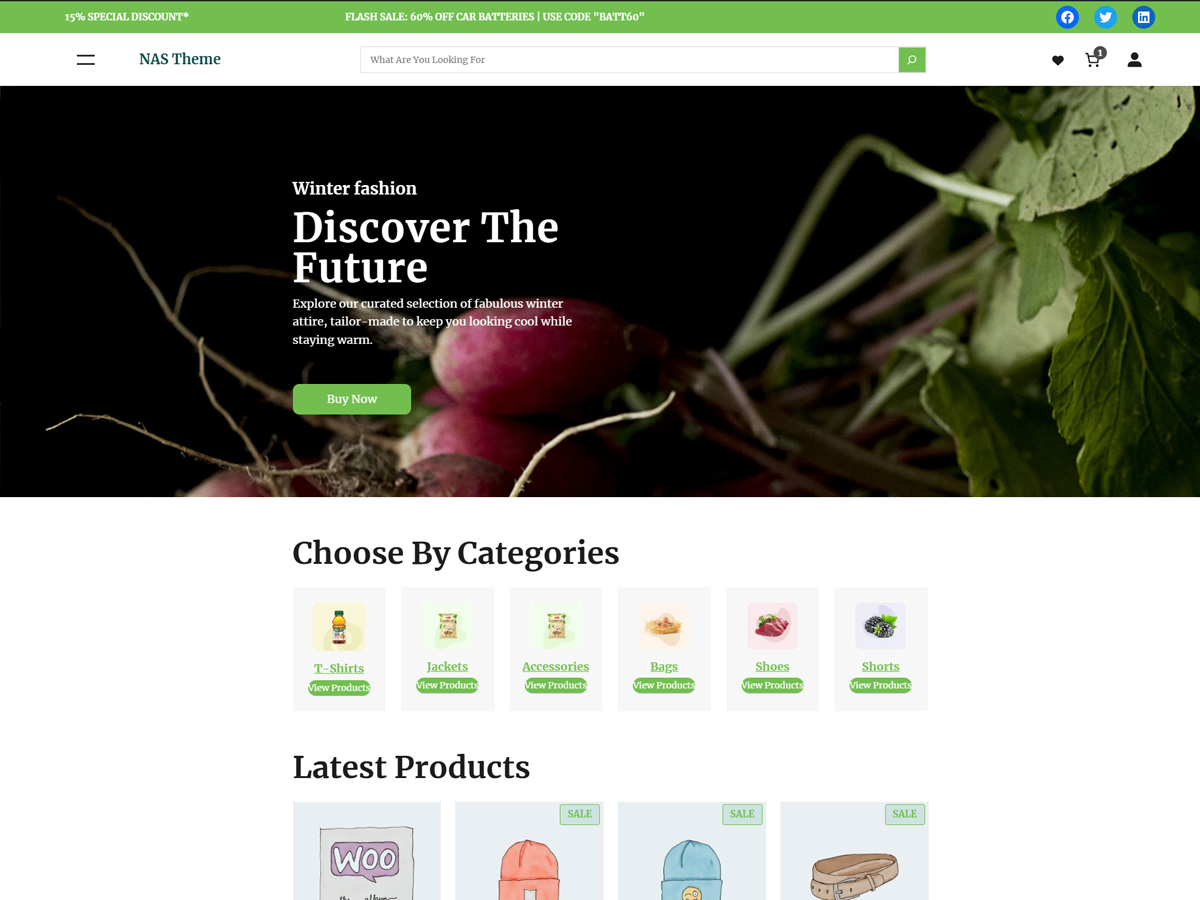 15% SPECIAL DISCOUNT*
FLASH SALE: 60% OFF CAR BATTERIES | USE CODE "BATT60"
NAS Theme
What Are You Looking For
1
Winter fashion
Discover The
Future
Explore our curated selection of fabulous winter
attire, tailor-made to keep you looking cool while
staying warm.
Buy Now
Choose By Categories
T-Shirts
View Products
Jackets
View Products
Accessories
View Products
Bags
View Products
Shoes
View Products
Shorts
View Products
Latest Products
WOO
the album
SALE
SALE
SALE